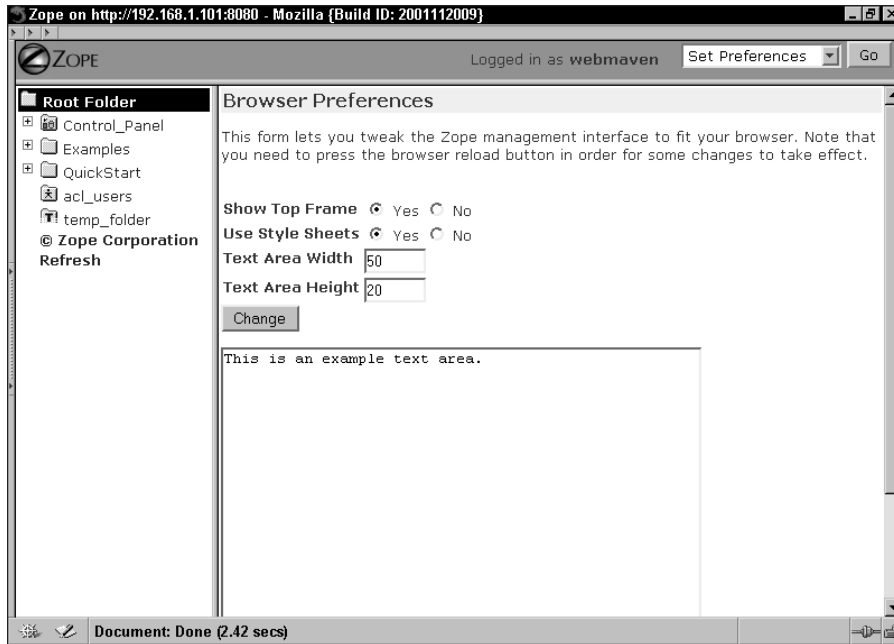 Zope on http://192.168.1.101:8080 - Mozilla {Build ID: 2001112009}
ZOPE
Logged in as webmaven
Set Preferences
Go
Root Folder
Control_Panel
Examples
QuickStart
acl_users
temp_folder
© Zope Corporation
Refresh
Browser Preferences
This form lets you tweak the Zope management interface to fit your browser. Note that
you need to press the browser reload button in order for some changes to take effect.
Show Top Frame Yes No
Use Style Sheets Yes No
Text Area Width 50
Text Area Height 20
Change
This is an example text area.
Document: Done (2.42 secs)